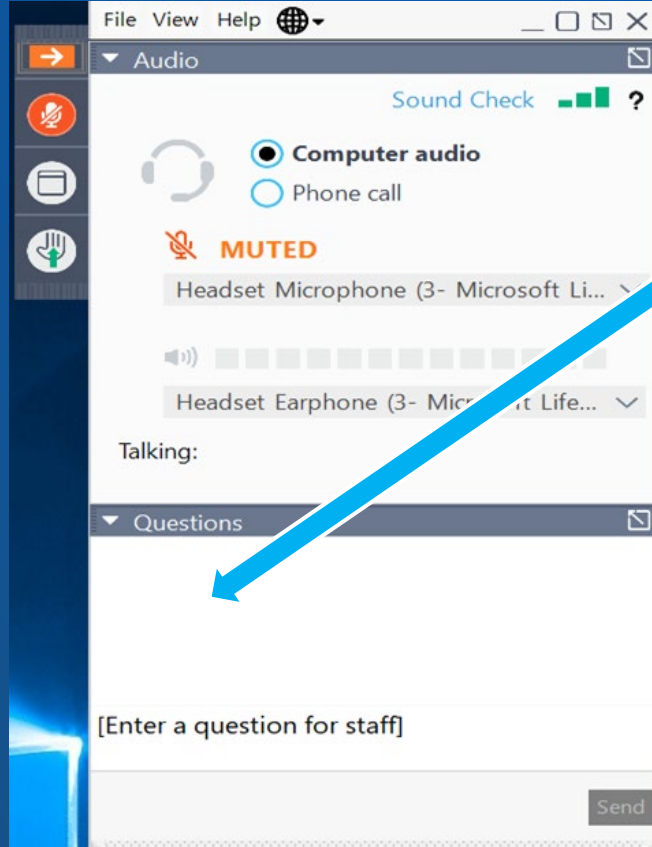 File View Help
Audio
Sound Check ?
Computer audio
Phone call
MUTED
Headset Microphone (3- Microsoft Li...
Headset Earphone (3- Life...
Talking:
Questions
[Enter a question for staff]
Send